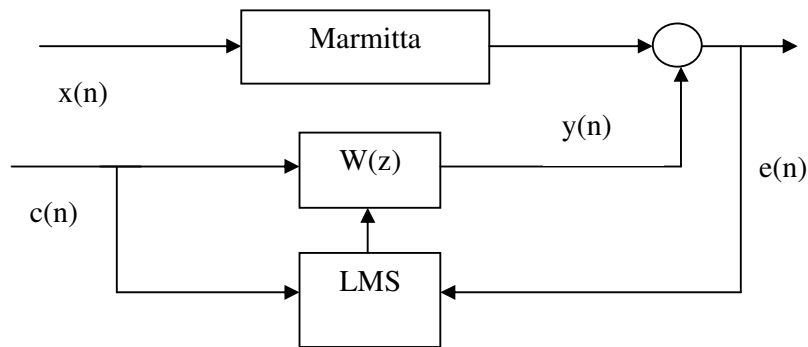 Marmitta
x(n)
y(n)
W(z)
e(n)
c(n)
LMS